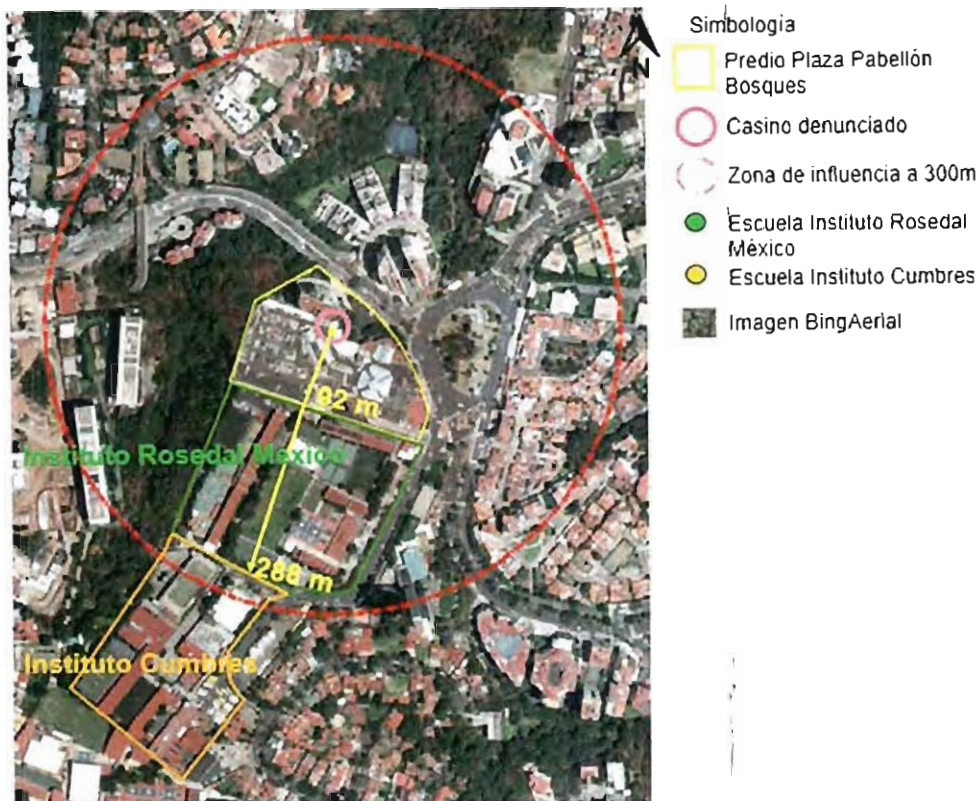 N
Simbología
Predio Plaza Pabellón
Bosques
Casino denunciado
Zona de influencia a 300m
Escuela Instituto Rosedal
México
Escuela Instituto Cumbres
Imagen BingAerial
92 m
Instituto Rosedal México
288 m
Instituto Cumbres